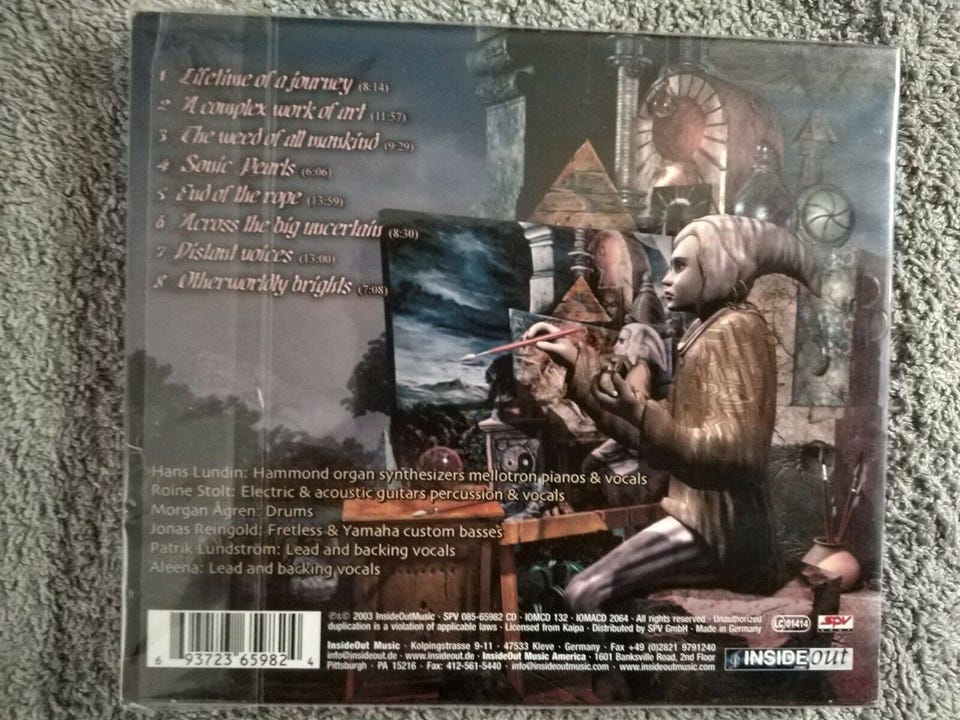 1 Lifetime of a journey (8:14)
2 A complex work of art (11:57)
3 The weed of all mankind (9:29)
4 Sonic Pearls (6:06)
5 End of the rope (13:59)
6 Across the big uncertain (8:30)
7 Distant voices (13:00)
8 Otherworldly brights (7:08)
Hans Lundin: Hammond organ synthesizers mellotron pianos & vocals
Roine Stolt: Electric & acoustic guitars percussion & vocals
Morgan Ågren: Drums
Jonas Reingold: Fretless & Yamaha custom basses
Patrik Lundström: Lead and backing vocals
Aleena: Lead and backing vocals
6 93723 65982 4
℗+© 2003 InsideOutMusic · SPV 085-65982 CD · IOMCD 132 · IOMACD 2064 · All rights reserved · Unauthorized
duplication is a violation of applicable laws · Licensed from Kaipa · Distributed by SPV GmbH · Made in Germany
LC 01414
SPV
InsideOut Music · Kolpingstrasse 9-11 · 47533 Kleve · Germany · Fax +49 (0)2821 9791240
info@insideout.de · www.insideout.de · InsideOut Music America · 1601 Banksville Road, 2nd Floor
Pittsburgh · PA 15216 · Fax: 412-561-5440 · info@insideoutmusic.com · www.insideoutmusic.com
INSIDEout